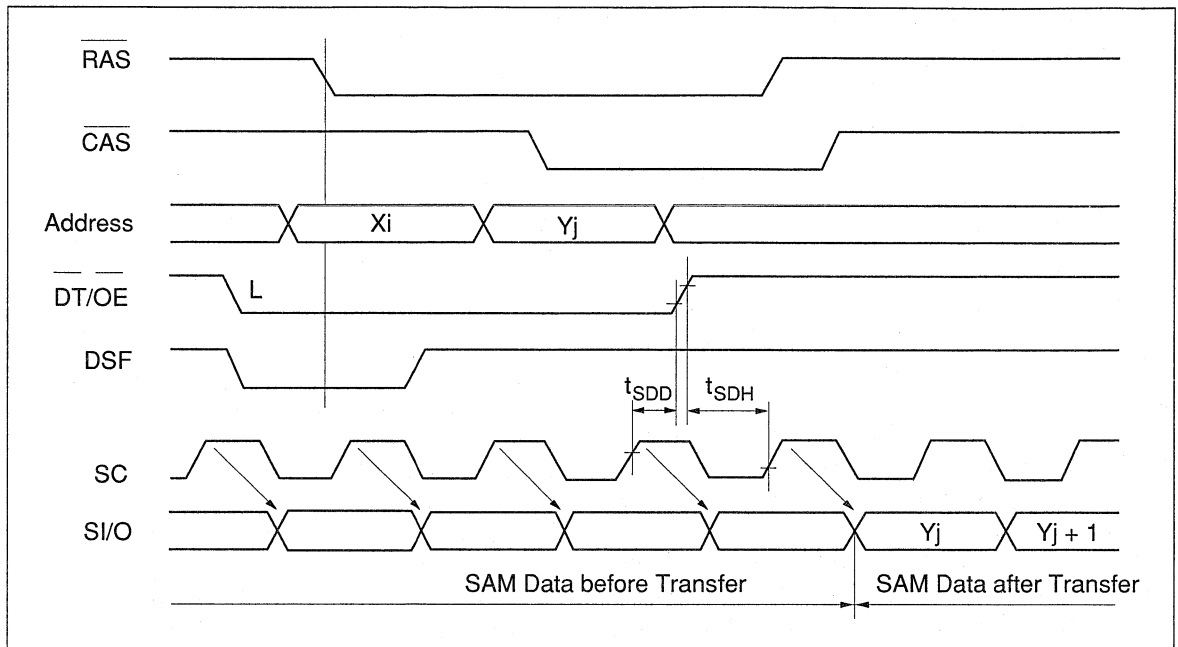 RAS
CAS
Address Xi Yj
DT/OE L
DSF
tSDD tSDH
SC
SI/O Yj Yj + 1
SAM Data before Transfer SAM Data after Transfer